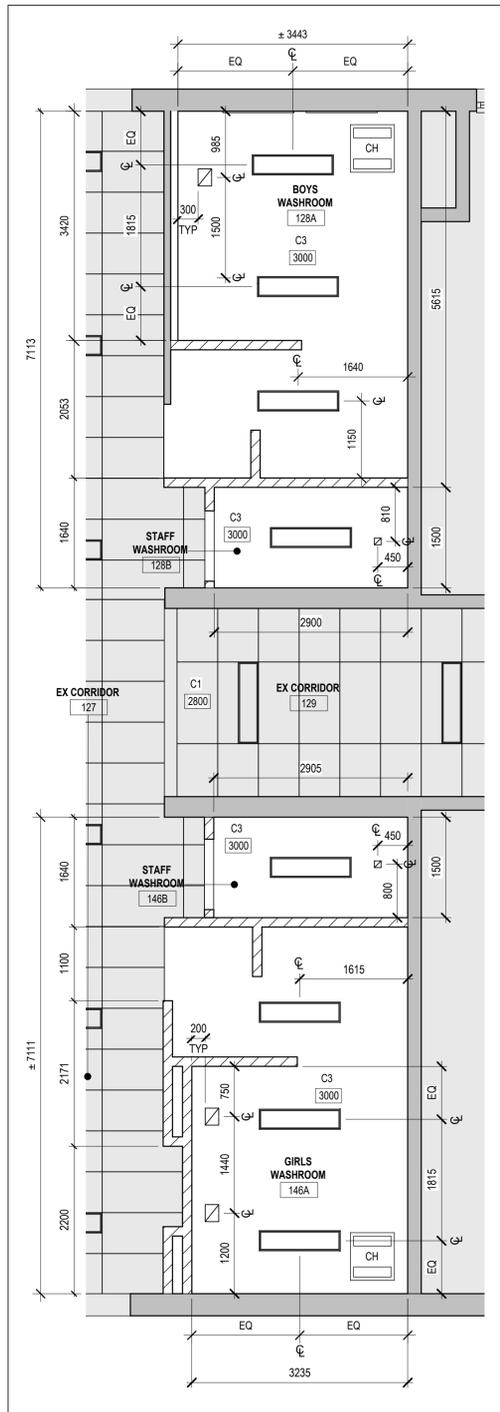 ± 3443
℄
EQ EQ
EQ
985
CH
℄
℄
BOYS
WASHROOM
128A
300
TYP
3420
1815
1500
C3
3000
℄
℄
EQ
5615
7113
℄
1640
2053
℄
1150
STAFF
WASHROOM
128B
C3
3000
810
1640
℄
450
1500
℄
2900
EX CORRIDOR
127
C1
2800
EX CORRIDOR
129
2905
C3
3000
℄
450
STAFF
WASHROOM
146B
℄
1640
800
1500
1100
℄
1615
± 7111
200
TYP
2171
750
C3
3000
EQ
℄
℄
1440
GIRLS
WASHROOM
146A
1815
2200
℄
1200
℄
CH
EQ
EQ EQ
℄
3235